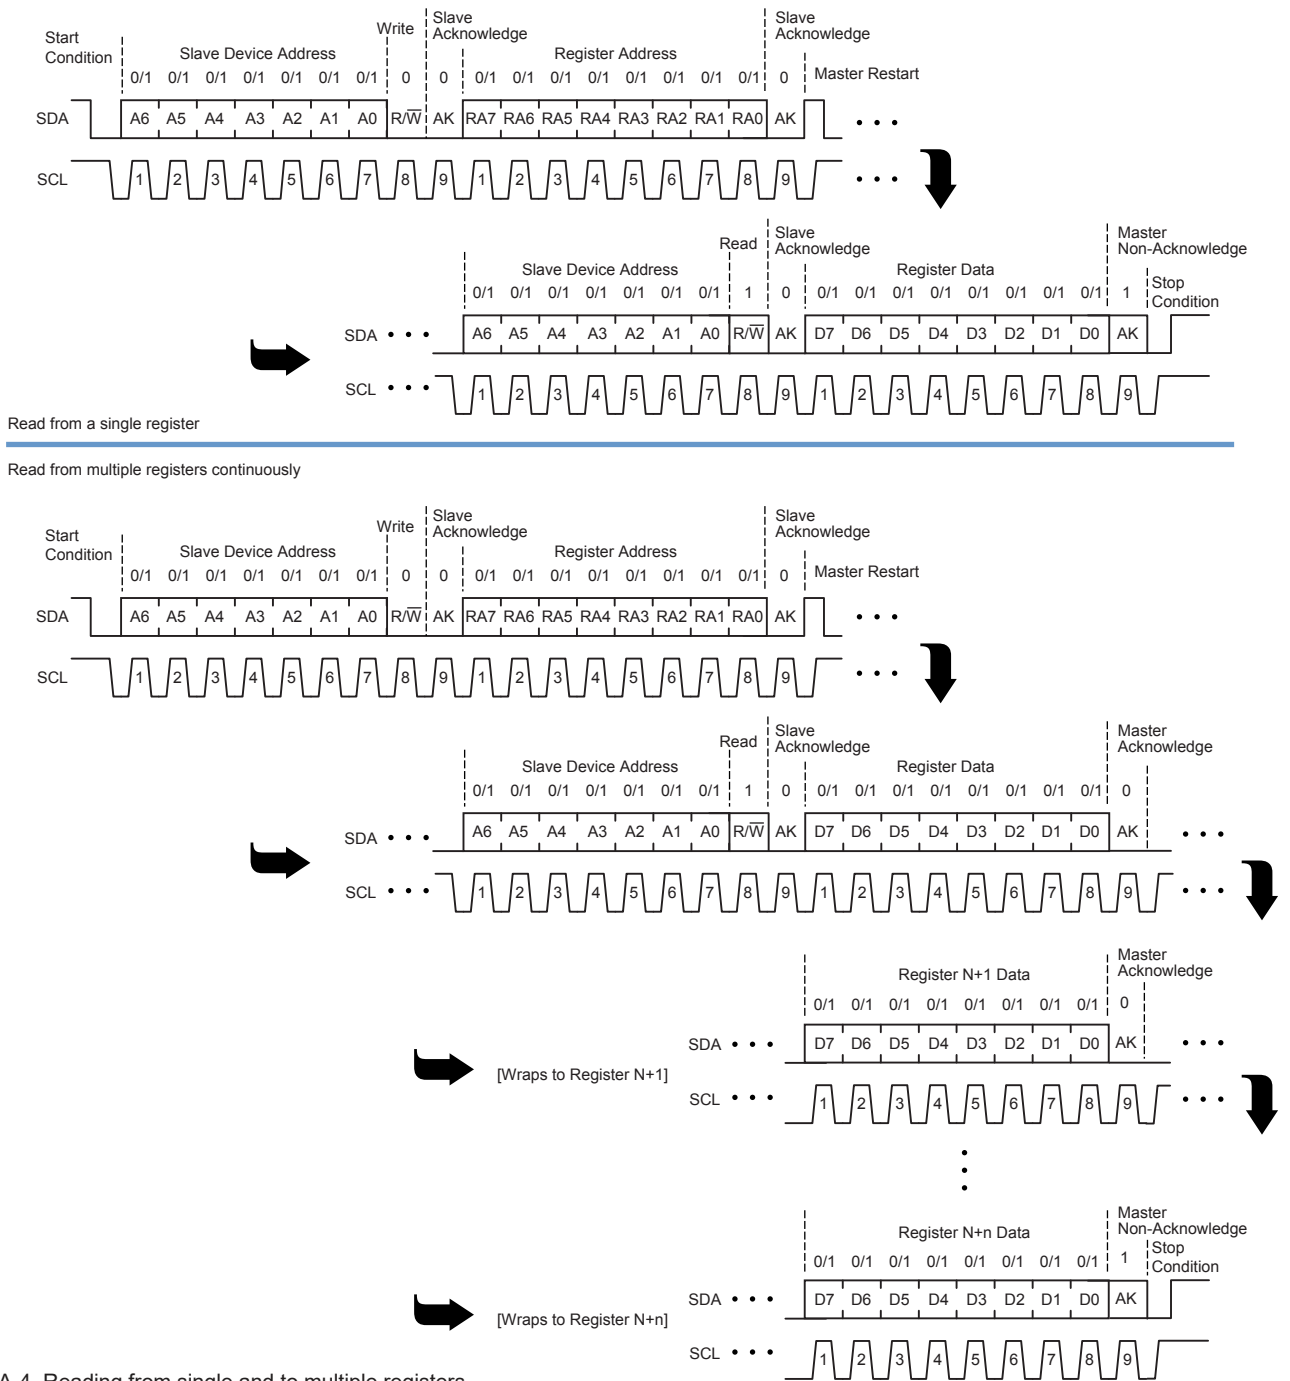 Start
Condition
Slave Device Address
Write
Slave
Acknowledge
Register Address
Slave
Acknowledge
Master Restart
0/1 0/1 0/1 0/1 0/1 0/1 0/1 0 0 0/1 0/1 0/1 0/1 0/1 0/1 0/1 0/1 0
SDA A6 A5 A4 A3 A2 A1 A0 R/W AK RA7 RA6 RA5 RA4 RA3 RA2 RA1 RA0 AK • • •
SCL 1 2 3 4 5 6 7 8 9 1 2 3 4 5 6 7 8 9 • • •
Slave Device Address
Read
Slave
Acknowledge
Register Data
Master
Non-Acknowledge
Stop
Condition
0/1 0/1 0/1 0/1 0/1 0/1 0/1 1 0 0/1 0/1 0/1 0/1 0/1 0/1 0/1 0/1 1
SDA • • • A6 A5 A4 A3 A2 A1 A0 R/W AK D7 D6 D5 D4 D3 D2 D1 D0 AK
SCL • • • 1 2 3 4 5 6 7 8 9 1 2 3 4 5 6 7 8 9
Read from a single register
Read from multiple registers continuously
Start
Condition
Slave Device Address
Write
Slave
Acknowledge
Register Address
Slave
Acknowledge
Master Restart
0/1 0/1 0/1 0/1 0/1 0/1 0/1 0 0 0/1 0/1 0/1 0/1 0/1 0/1 0/1 0/1 0
SDA A6 A5 A4 A3 A2 A1 A0 R/W AK RA7 RA6 RA5 RA4 RA3 RA2 RA1 RA0 AK • • •
SCL 1 2 3 4 5 6 7 8 9 1 2 3 4 5 6 7 8 9 • • •
Slave Device Address
Read
Slave
Acknowledge
Register Data
Master
Acknowledge
0/1 0/1 0/1 0/1 0/1 0/1 0/1 1 0 0/1 0/1 0/1 0/1 0/1 0/1 0/1 0/1 0
SDA • • • A6 A5 A4 A3 A2 A1 A0 R/W AK D7 D6 D5 D4 D3 D2 D1 D0 AK • • •
SCL • • • 1 2 3 4 5 6 7 8 9 1 2 3 4 5 6 7 8 9 • • •
Register N+1 Data
Master
Acknowledge
0/1 0/1 0/1 0/1 0/1 0/1 0/1 0/1 0
SDA • • • D7 D6 D5 D4 D3 D2 D1 D0 AK • • •
[Wraps to Register N+1]
SCL • • • 1 2 3 4 5 6 7 8 9 • • •
Register N+n Data
Master
Non-Acknowledge
Stop
Condition
0/1 0/1 0/1 0/1 0/1 0/1 0/1 0/1 1
SDA • • • D7 D6 D5 D4 D3 D2 D1 D0 AK
[Wraps to Register N+n]
SCL • • • 1 2 3 4 5 6 7 8 9
A-4. Reading from single and to multiple registers